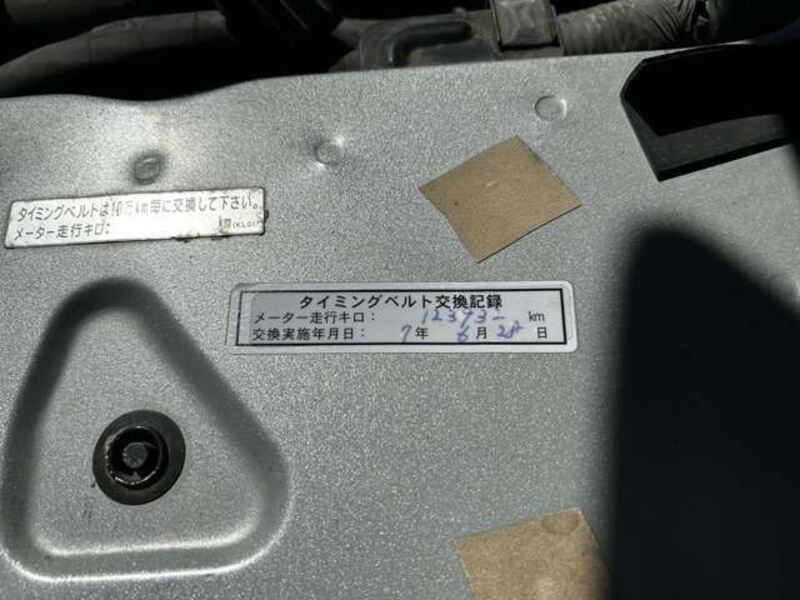 タイミングベルトは10万km毎に交換して下さい。
メーター走行キロ:
タイミングベルト交換記録
メーター走行キロ: km
交換実施年月日: 7年 6月 28日